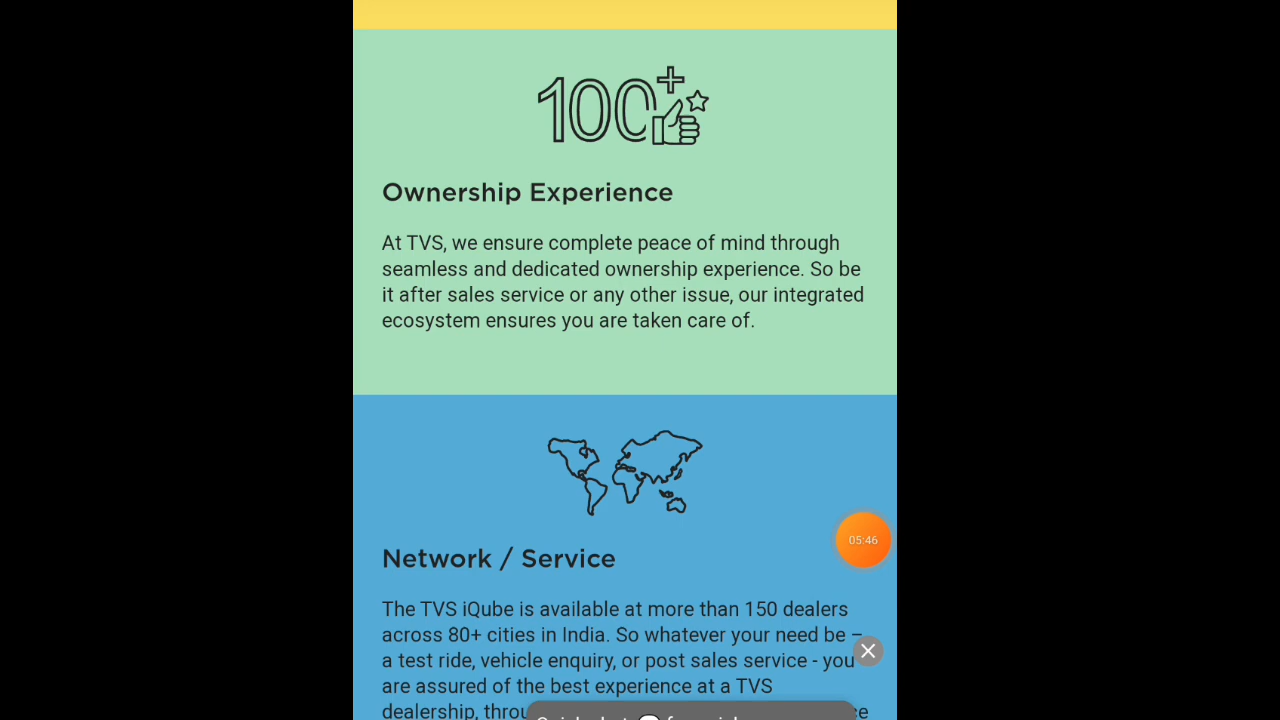 100+
Ownership Experience
At TVS, we ensure complete peace of mind through
seamless and dedicated ownership experience. So be
it after sales service or any other issue, our integrated
ecosystem ensures you are taken care of.
Network / Service
The TVS iQube is available at more than 150 dealers
across 80+ cities in India. So whatever your need be –
a test ride, vehicle enquiry, or post sales service - you
are assured of the best experience at a TVS
dealership, throu
05:46